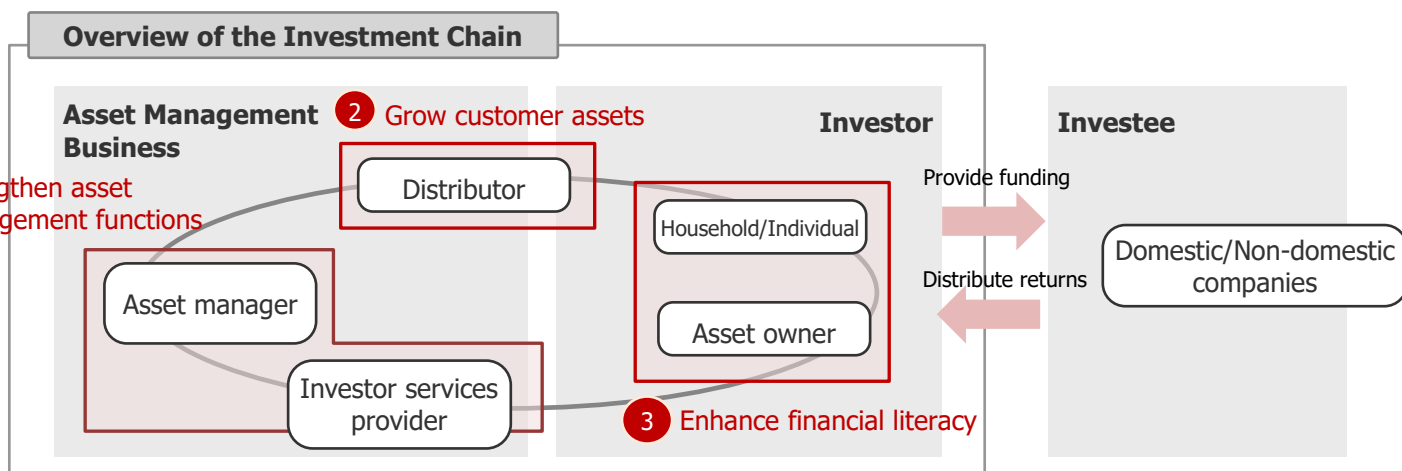 Overview of the Investment Chain
Asset Management
Business
2 Grow customer assets
Investor
Investee
asset
functions
Distributor
Provide funding
Household/Individual
Domestic/Non-domestic
companies
Distribute returns
Asset manager
Asset owner
Investor services
provider
3 Enhance financial literacy